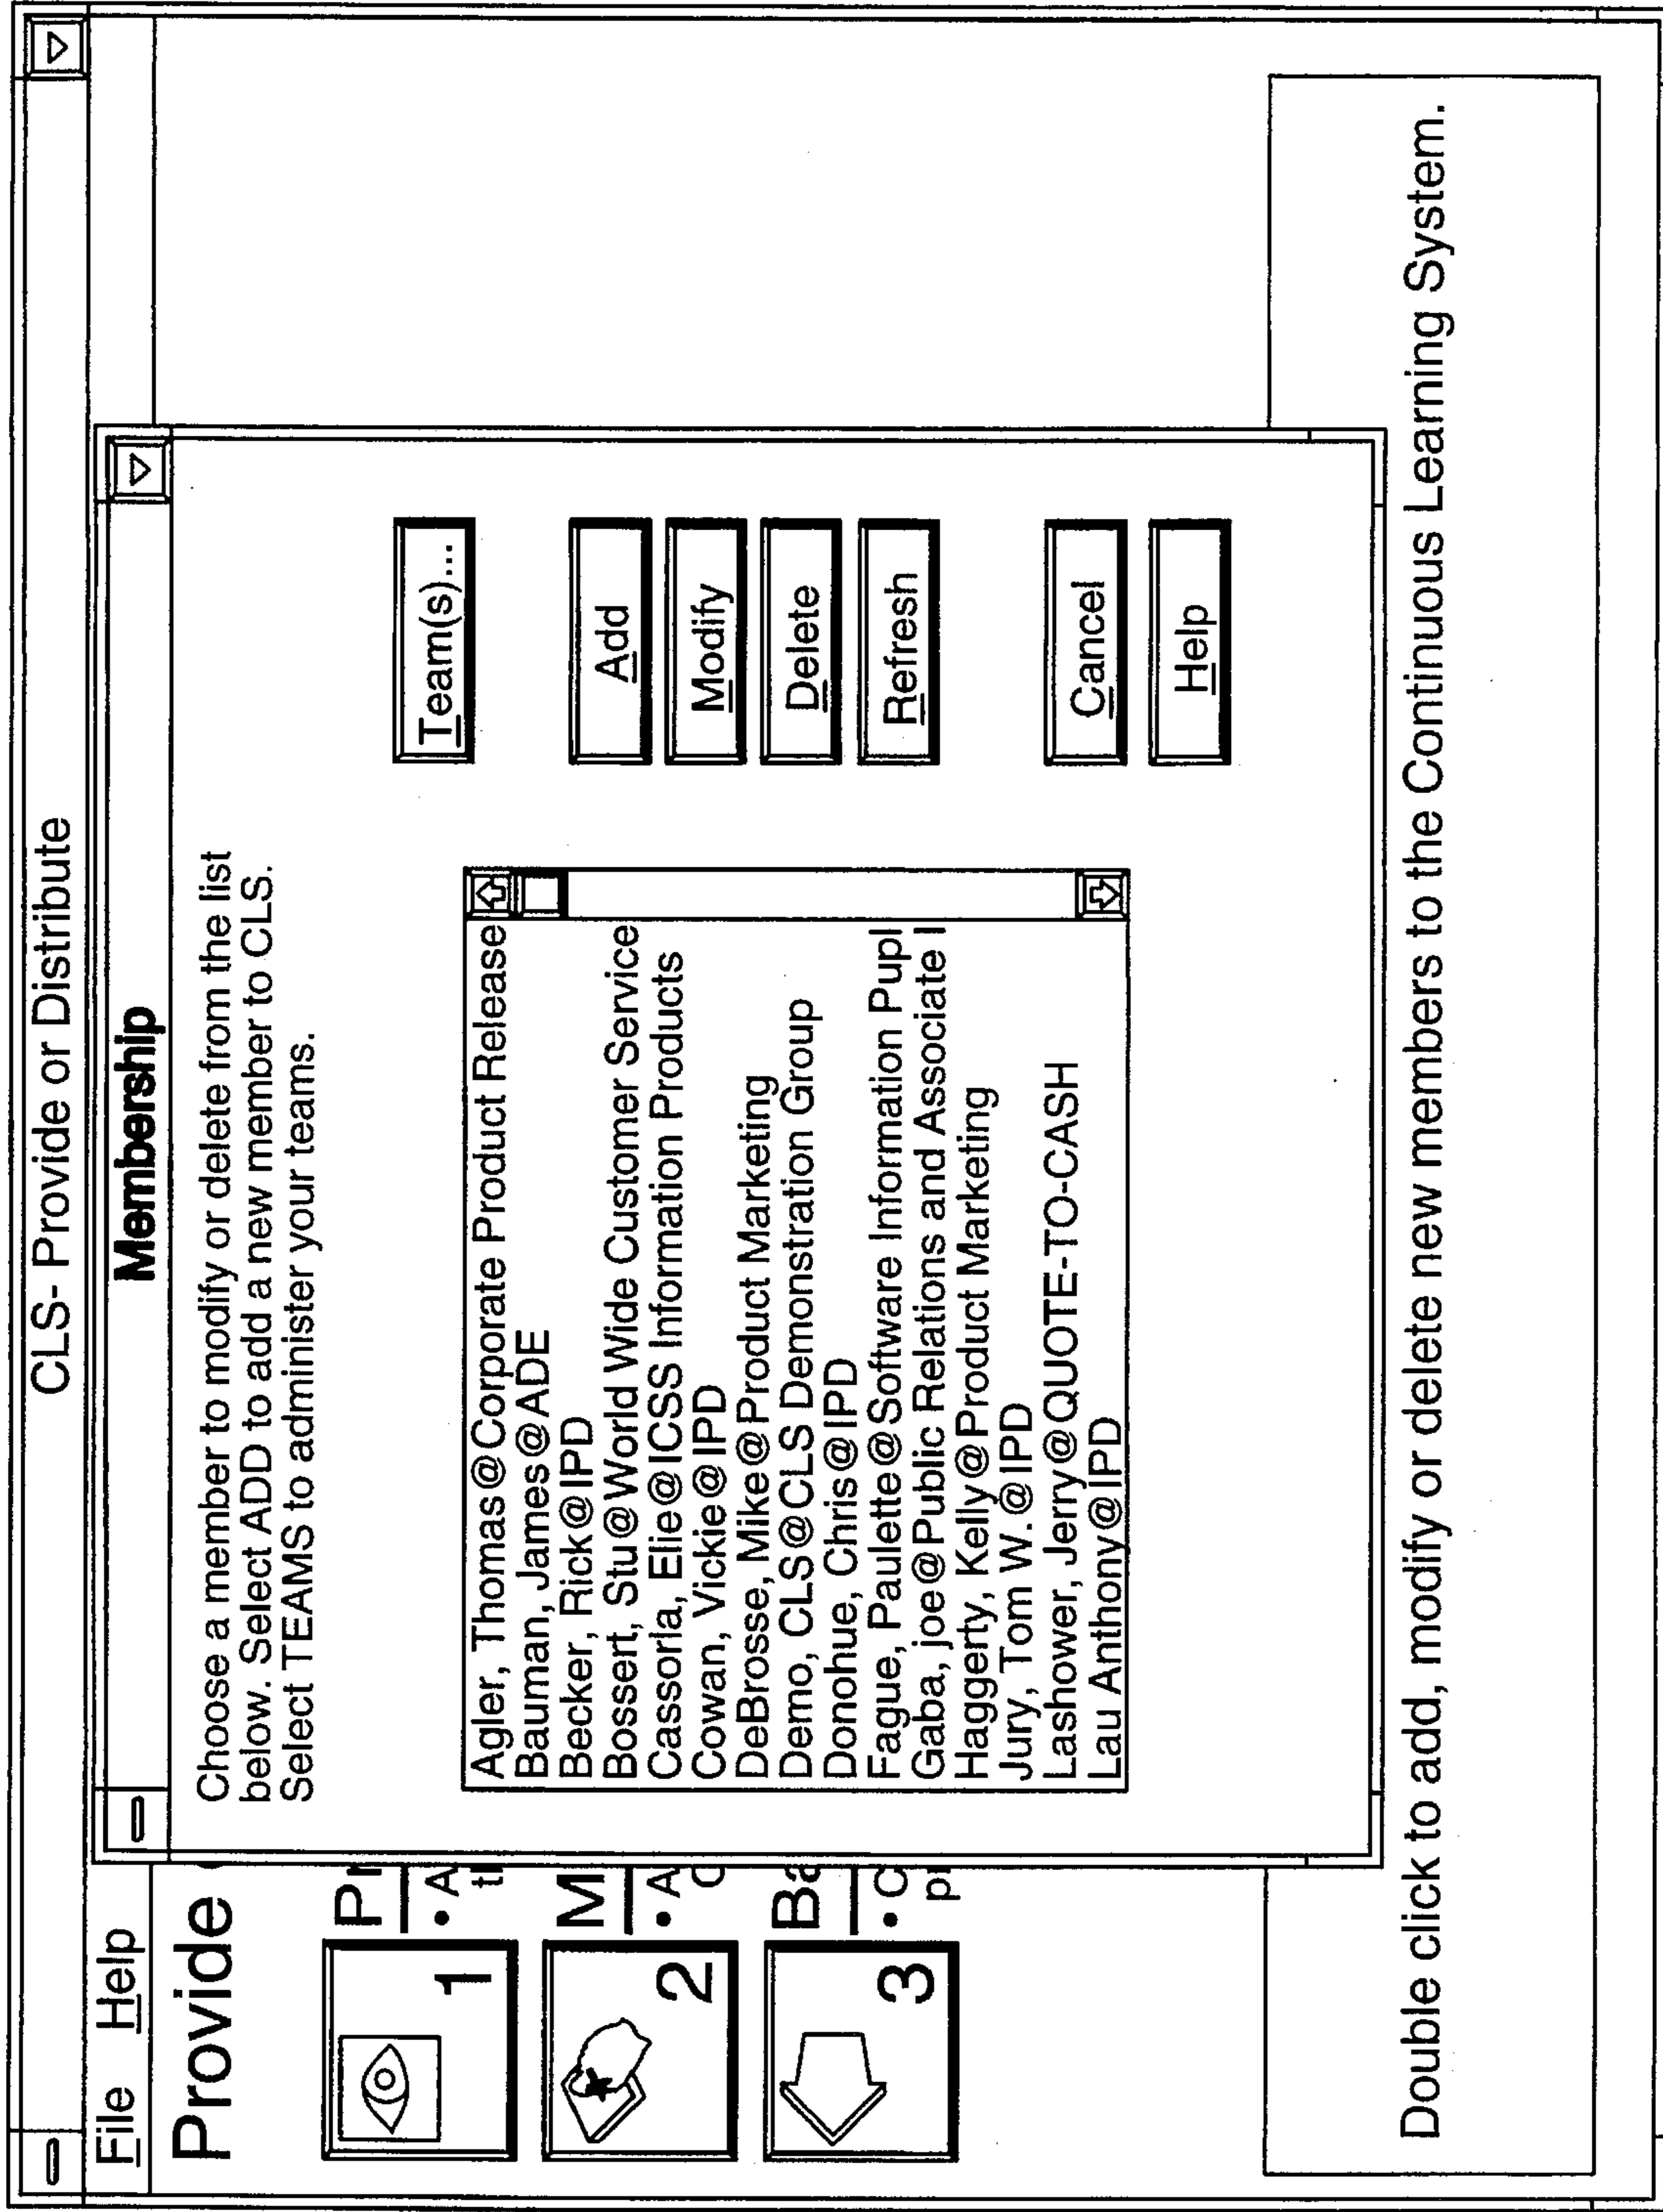 CLS- Provide or Distribute
File Help
Membership
Provide
Choose a member to modify or delete from the list
below. Select ADD to add a new member to CLS.
Select TEAMS to administer your teams.
1
Pr
• A
ti
2
M
• A
3
Ba
• C
pr
Agler, Thomas@Corporate Product Release
Bauman, James@ADE
Becker, Rick@IPD
Bossert, Stu@World Wide Customer Service
Cassoria, Elie@ICSS Information Products
Cowan, Vickie@IPD
DeBrosse, Mike@Product Marketing
Demo, CLS@CLS Demonstration Group
Donohue, Chris@IPD
Fague, Paulette@Software Information Pupl
Gaba, joe@Public Relations and Associate I
Haggerty, Kelly@Product Marketing
Jury, Tom W.@IPD
Lashower, Jerry@QUOTE-TO-CASH
Lau Anthony@IPD
Team(s)...
Add
Modify
Delete
Refresh
Cancel
Help
Double click to add, modify or delete new members to the Continuous Learning System.